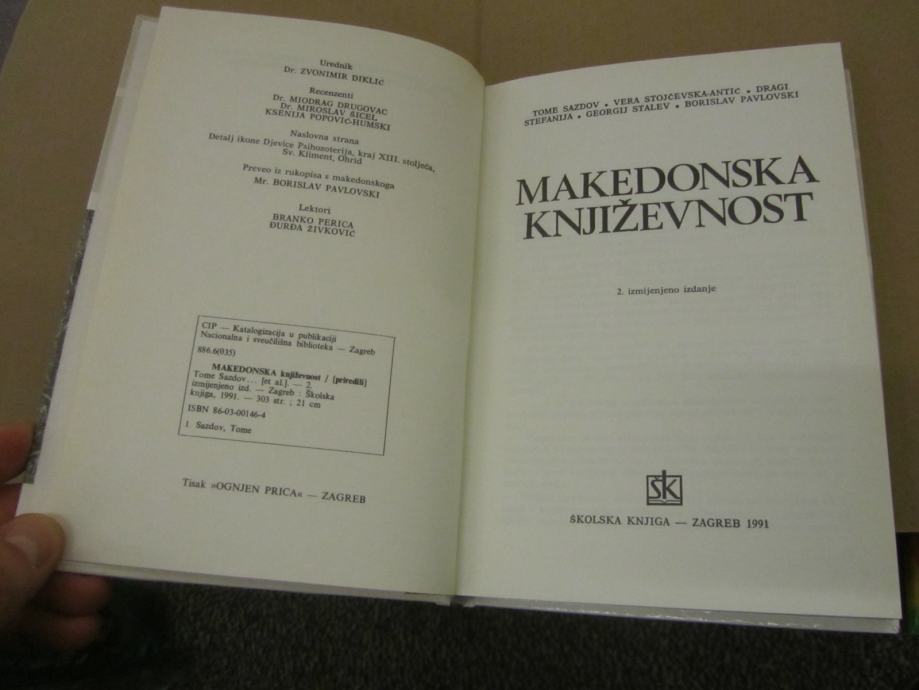 Urednik
Dr. ZVONIMIR DIKLIĆ
Recenzenti
Dr. MIODRAG DRUGOVAC
Dr. MIROSLAV ŠICEL
KSENIJA POPOVIĆ-HUMSKI
Naslovna strana
Detalj ikone Djevice Psihozoterija, kraj XIII. stoljeća,
Sv. Kliment, Ohrid
Preveo iz rukopisa s makedonskoga
Mr. BORISLAV PAVLOVSKI
Lektori
BRANKO PERICA
ĐURĐA ŽIVKOVIĆ
CIP — Katalogizacija u publikaciji
Nacionalna i sveučilišna biblioteka — Zagreb
886.6(035)
MAKEDONSKA književnost / [priredili]
Tome Sazdov... [et al.]. — 2.
izmijenjeno izd. — Zagreb : Školska
knjiga, 1991. — 303 str. ; 21 cm
ISBN 86-03-00146-4
1. Sazdov, Tome
Tisak »OGNJEN PRICA« — ZAGREB
TOME SAZDOV • VERA STOJČEVSKA-ANTIĆ • DRAGI
STEFANIJA • GEORGIJ STALEV • BORISLAV PAVLOVSKI
MAKEDONSKA
KNJIŽEVNOST
2. izmijenjeno izdanje
ŠK
ŠKOLSKA KNJIGA — ZAGREB 1991